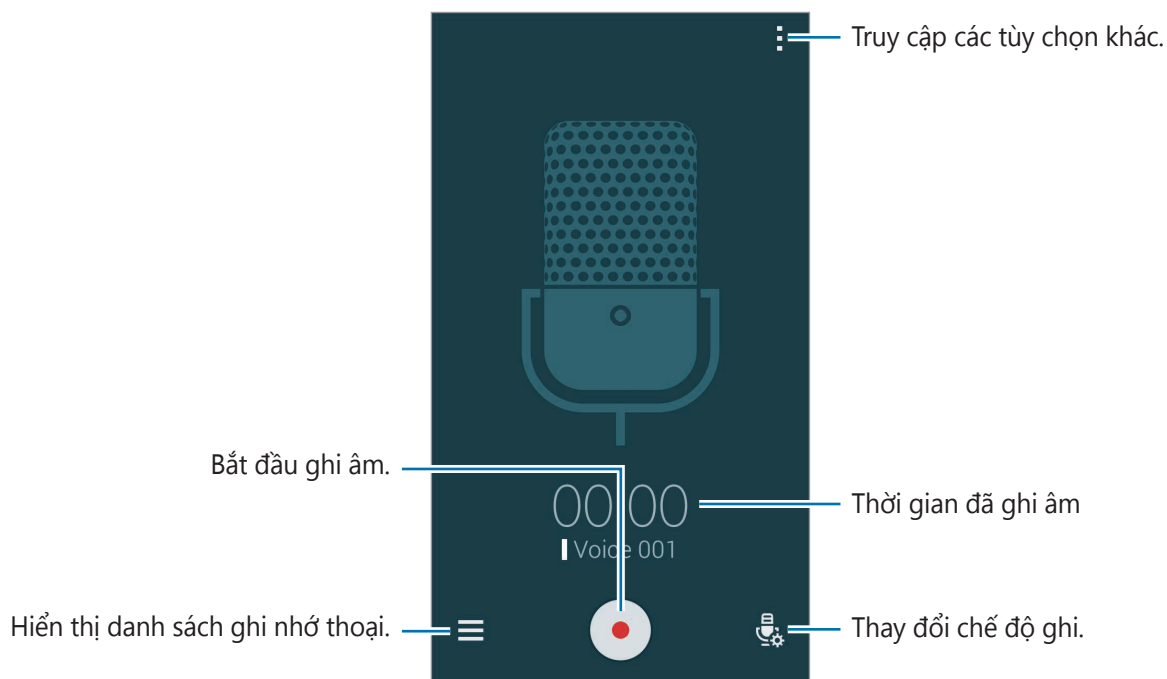 Truy cập các tùy chọn khác.
Bắt đầu ghi âm.
00:00
Thời gian đã ghi âm
Voice 001
Hiển thị danh sách ghi nhớ thoại.
Thay đổi chế độ ghi.